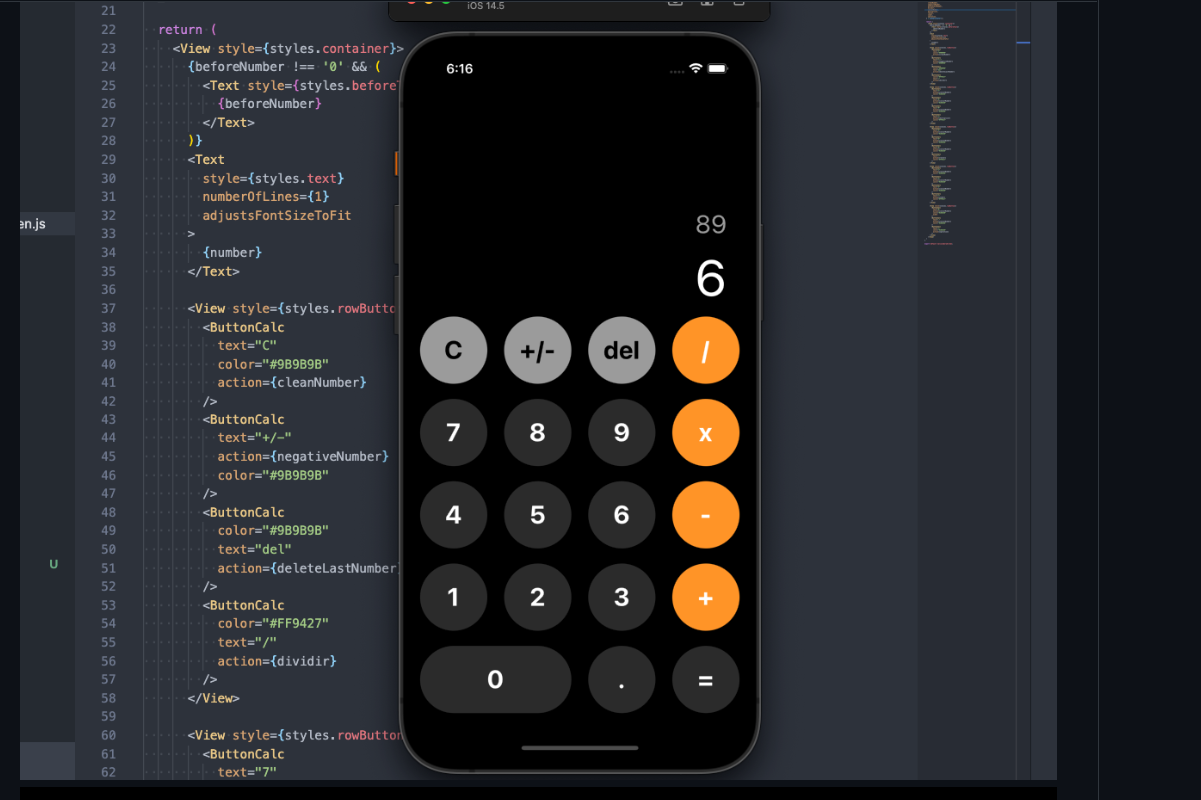 iOS 14.5
21
22 return (
23 <View style={styles.container}>
24 {beforeNumber !== '0' && (
25 <Text style={styles.before
26 {beforeNumber}
27 </Text>
28 )}
29 <Text
30 style={styles.text}
31 numberOfLines={1}
32 adjustsFontSizeToFit
33 >
34 {number}
35 </Text>
36
37 <View style={styles.rowButto
38 <ButtonCalc
39 text="C"
40 color="#9B9B9B"
41 action={cleanNumber}
42 />
43 <ButtonCalc
44 text="+/-"
45 action={negativeNumber}
46 color="#9B9B9B"
47 />
48 <ButtonCalc
49 color="#9B9B9B"
50 text="del"
51 action={deleteLastNumber
52 />
53 <ButtonCalc
54 color="#FF9427"
55 text="/"
56 action={dividir}
57 />
58 </View>
59
60 <View style={styles.rowButton
61 <ButtonCalc
62 text="7"
en.js
U
6:16
89
6
C +/- del /
7 8 9 x
4 5 6 -
1 2 3 +
0 . =